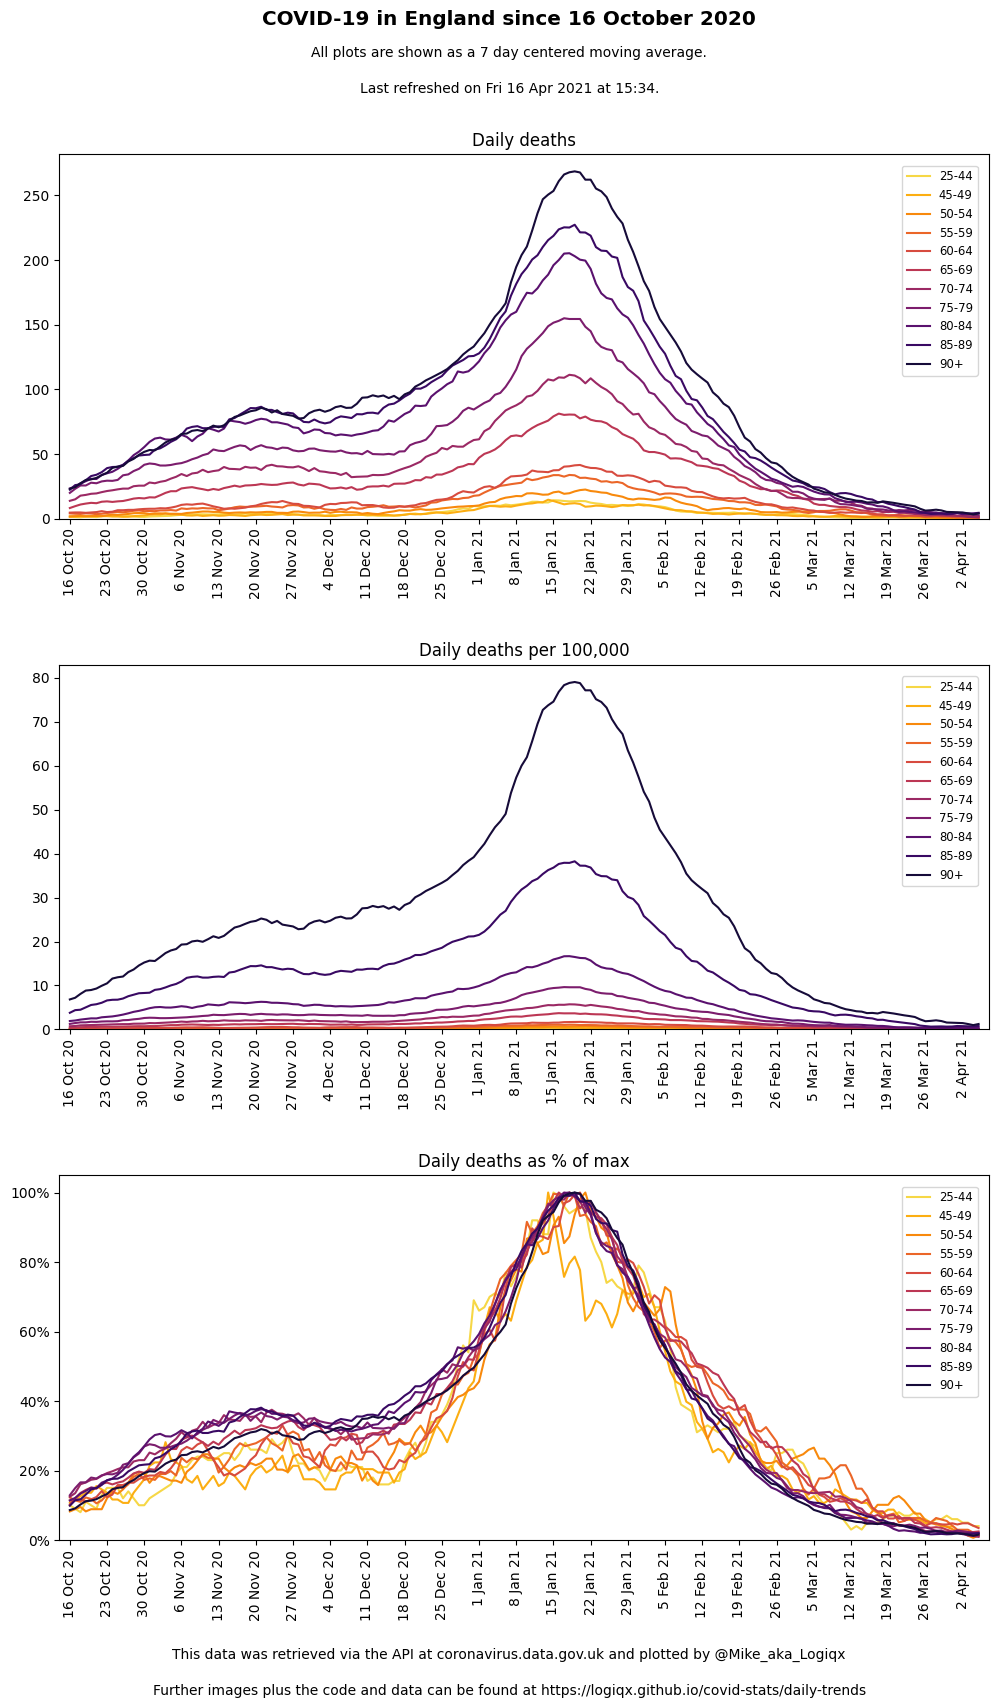 COVID-19 in England since 16 October 2020
All plots are shown as a 7 day centered moving average.
Last refreshed on Fri 16 Apr 2021 at 15:34.
Daily deaths
250
200
150
100
50
0
25-44
45-49
50-54
55-59
60-64
65-69
70-74
75-79
80-84
85-89
90+
16 Oct 20
23 Oct 20
30 Oct 20
6 Nov 20
13 Nov 20
20 Nov 20
27 Nov 20
4 Dec 20
11 Dec 20
18 Dec 20
25 Dec 20
1 Jan 21
8 Jan 21
15 Jan 21
22 Jan 21
29 Jan 21
5 Feb 21
12 Feb 21
19 Feb 21
26 Feb 21
5 Mar 21
12 Mar 21
19 Mar 21
26 Mar 21
2 Apr 21
Daily deaths per 100,000
80
70
60
50
40
30
20
10
0
25-44
45-49
50-54
55-59
60-64
65-69
70-74
75-79
80-84
85-89
90+
16 Oct 20
23 Oct 20
30 Oct 20
6 Nov 20
13 Nov 20
20 Nov 20
27 Nov 20
4 Dec 20
11 Dec 20
18 Dec 20
25 Dec 20
1 Jan 21
8 Jan 21
15 Jan 21
22 Jan 21
29 Jan 21
5 Feb 21
12 Feb 21
19 Feb 21
26 Feb 21
5 Mar 21
12 Mar 21
19 Mar 21
26 Mar 21
2 Apr 21
Daily deaths as % of max
100%
80%
60%
40%
20%
0%
25-44
45-49
50-54
55-59
60-64
65-69
70-74
75-79
80-84
85-89
90+
16 Oct 20
23 Oct 20
30 Oct 20
6 Nov 20
13 Nov 20
20 Nov 20
27 Nov 20
4 Dec 20
11 Dec 20
18 Dec 20
25 Dec 20
1 Jan 21
8 Jan 21
15 Jan 21
22 Jan 21
29 Jan 21
5 Feb 21
12 Feb 21
19 Feb 21
26 Feb 21
5 Mar 21
12 Mar 21
19 Mar 21
26 Mar 21
2 Apr 21
This data was retrieved via the API at coronavirus.data.gov.uk and plotted by @Mike_aka_Logiqx
Further images plus the code and data can be found at https://logiqx.github.io/covid-stats/daily-trends